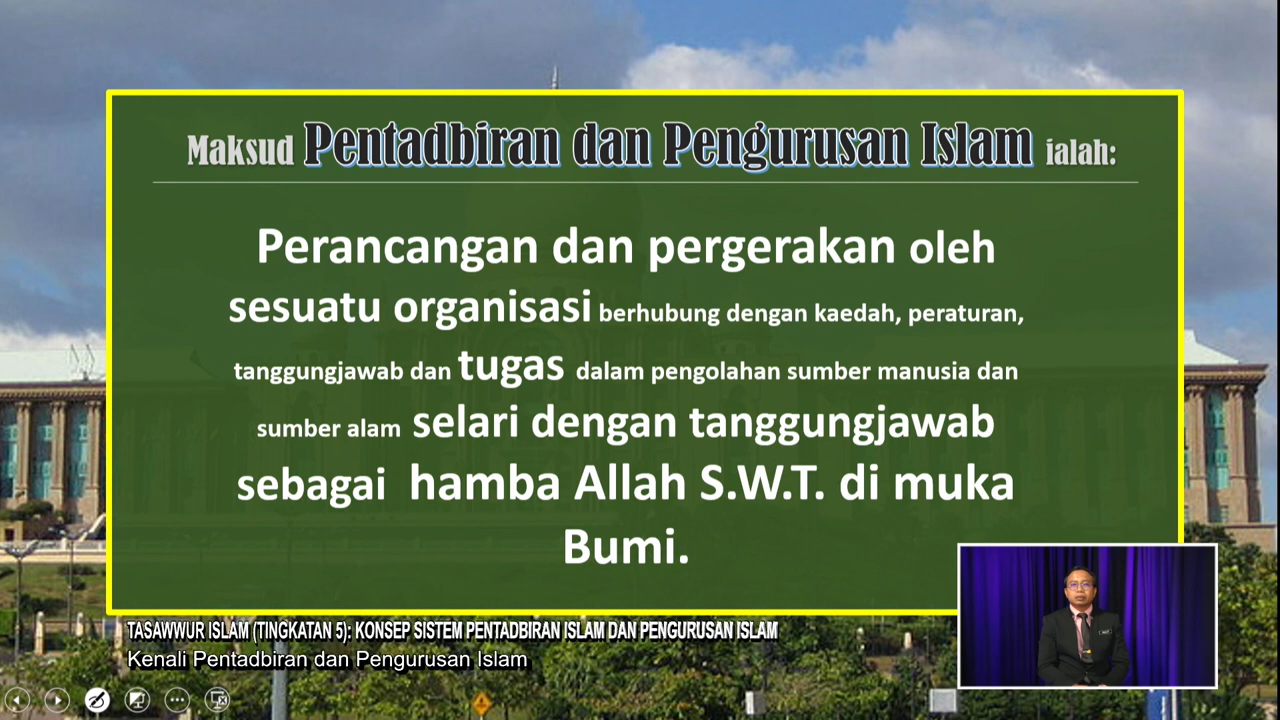 Maksud Pentadbiran dan Pengurusan Islam ialah:
Perancangan dan pergerakan oleh
sesuatu organisasi berhubung dengan kaedah, peraturan,
tanggungjawab dan tugas dalam pengolahan sumber manusia dan
sumber alam selari dengan tanggungjawab
sebagai hamba Allah S.W.T. di muka
Bumi.
TASAWWUR ISLAM (TINGKATAN 5): KONSEP SISTEM PENTADBIRAN ISLAM DAN PENGURUSAN ISLAM
Kenali Pentadbiran dan Pengurusan Islam